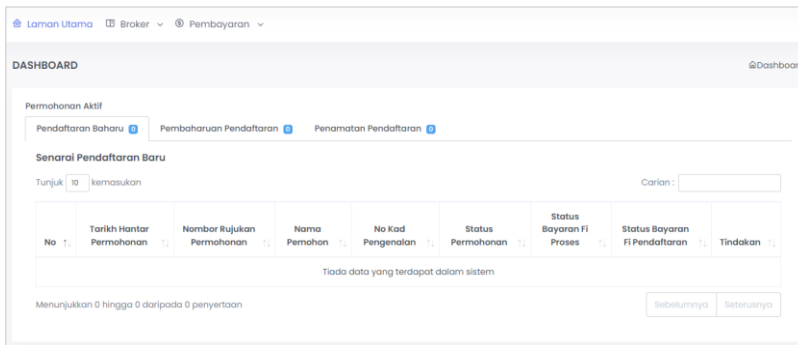 Laman Utama Broker Pembayaran
DASHBOARD Dashboar
Permohonan Aktif
Pendaftaran Baharu 0 Pembaharuan Pendaftaran 0 Penamatan Pendaftaran 0
Senarai Pendaftaran Baru
Tunjuk 10 kemasukan Carian :
No
Tarikh Hantar
Permohonan
Nombor Rujukan
Permohonan
Nama
Pemohon
No Kad
Pengenalan
Status
Permohonan
Status
Bayaran Fi
Proses
Status Bayaran
Fi Pendaftaran
Tindakan
Tiada data yang terdapat dalam sistem
Menunjukkan 0 hingga 0 daripada 0 penyertaan
Sebelumnya Seterusnya